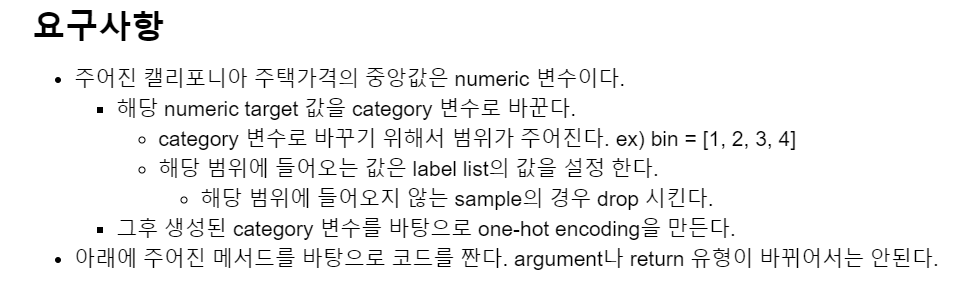 요구사항
주어진 캘리포니아 주택가격의 중앙값은 numeric 변수이다.
해당 numeric target 값을 category 변수로 바꾼다.
category 변수로 바꾸기 위해서 범위가 주어진다. ex) bin = [1, 2, 3, 4]
해당 범위에 들어오는 값은 label list의 값을 설정 한다.
해당 범위에 들어오지 않는 sample의 경우 drop 시킨다.
그후 생성된 category 변수를 바탕으로 one-hot encoding을 만든다.
아래에 주어진 메서드를 바탕으로 코드를 짠다. argument나 return 유형이 바뀌어서는 안된다.